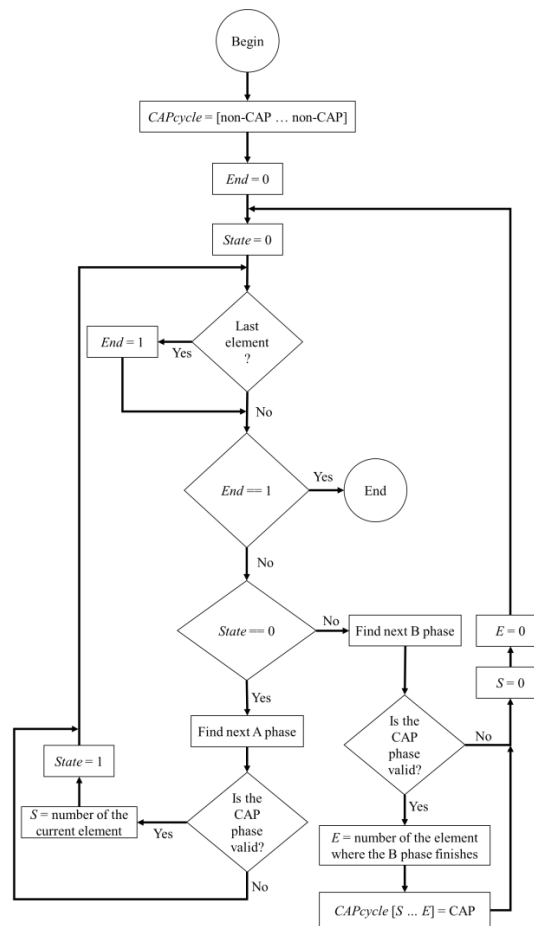 Begin
CAPcycle = [non-CAP … non-CAP]
End = 0
State = 0
Last
element
?
Yes
End = 1
No
End == 1
Yes
End
No
State == 0
No
Find next B phase
E = 0
S = 0
Yes
Find next A phase
Is the
CAP
phase
valid?
No
State = 1
S = number of the
current element
Yes
Is the
CAP
phase
valid?
No
Yes
E = number of the element
where the B phase finishes
CAPcycle [S ... E] = CAP